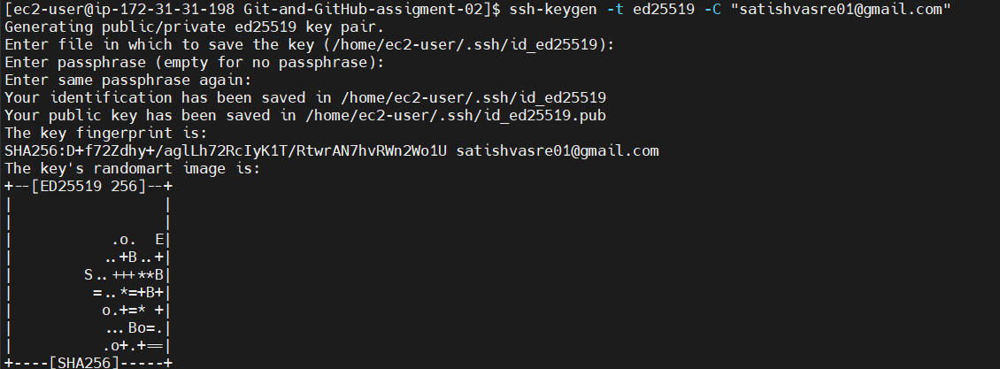 [ec2-user@ip-172-31-31-198 Git-and-GitHub-assigment-02]$ ssh-keygen -t ed25519 -C "satishvasre01@gmail.com"
Generating public/private ed25519 key pair.
Enter file in which to save the key (/home/ec2-user/.ssh/id_ed25519):
Enter passphrase (empty for no passphrase):
Enter same passphrase again:
Your identification has been saved in /home/ec2-user/.ssh/id_ed25519
Your public key has been saved in /home/ec2-user/.ssh/id_ed25519.pub
The key fingerprint is:
SHA256:D+f72Zdhy+/aglLh72RcIyK1T/RtwrAN7hvRWn2Wo1U satishvasre01@gmail.com
The key's randomart image is:
+--[ED25519 256]--+
|                 |
|                 |
|           .o.  E|
|          ..+B..+|
|        S..+++**B|
|         =..*=+B+|
|          o.+=* +|
|          ...Bo=.|
|          .o+.+==|
+----[SHA256]-----+